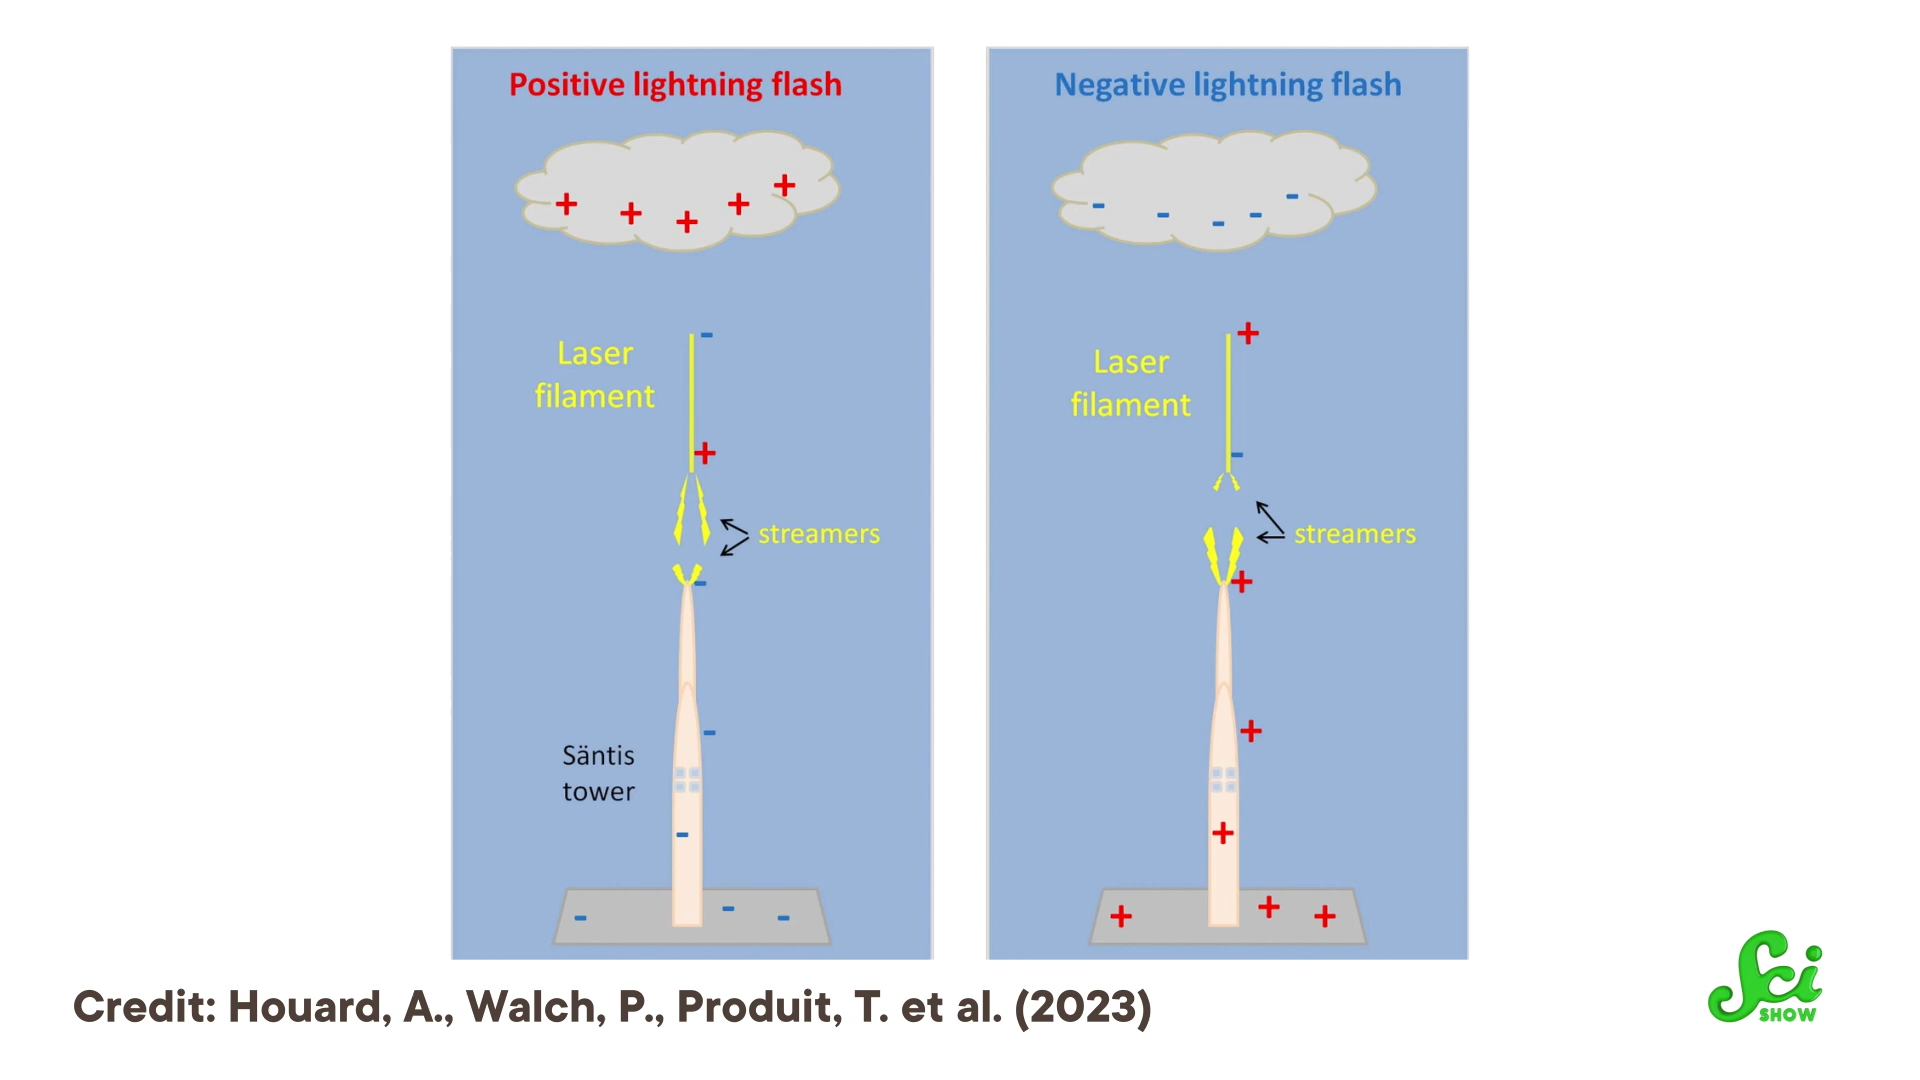 Positive lightning flash
+ + + + +
Laser
filament
-
+
streamers
-
Säntis
tower
-
-
- - -
Negative lightning flash
- - - - -
Laser
filament
+
-
streamers
+
+
+
+ + +
Credit: Houard, A., Walch, P., Produit, T. et al. (2023)
Sci
SHOW